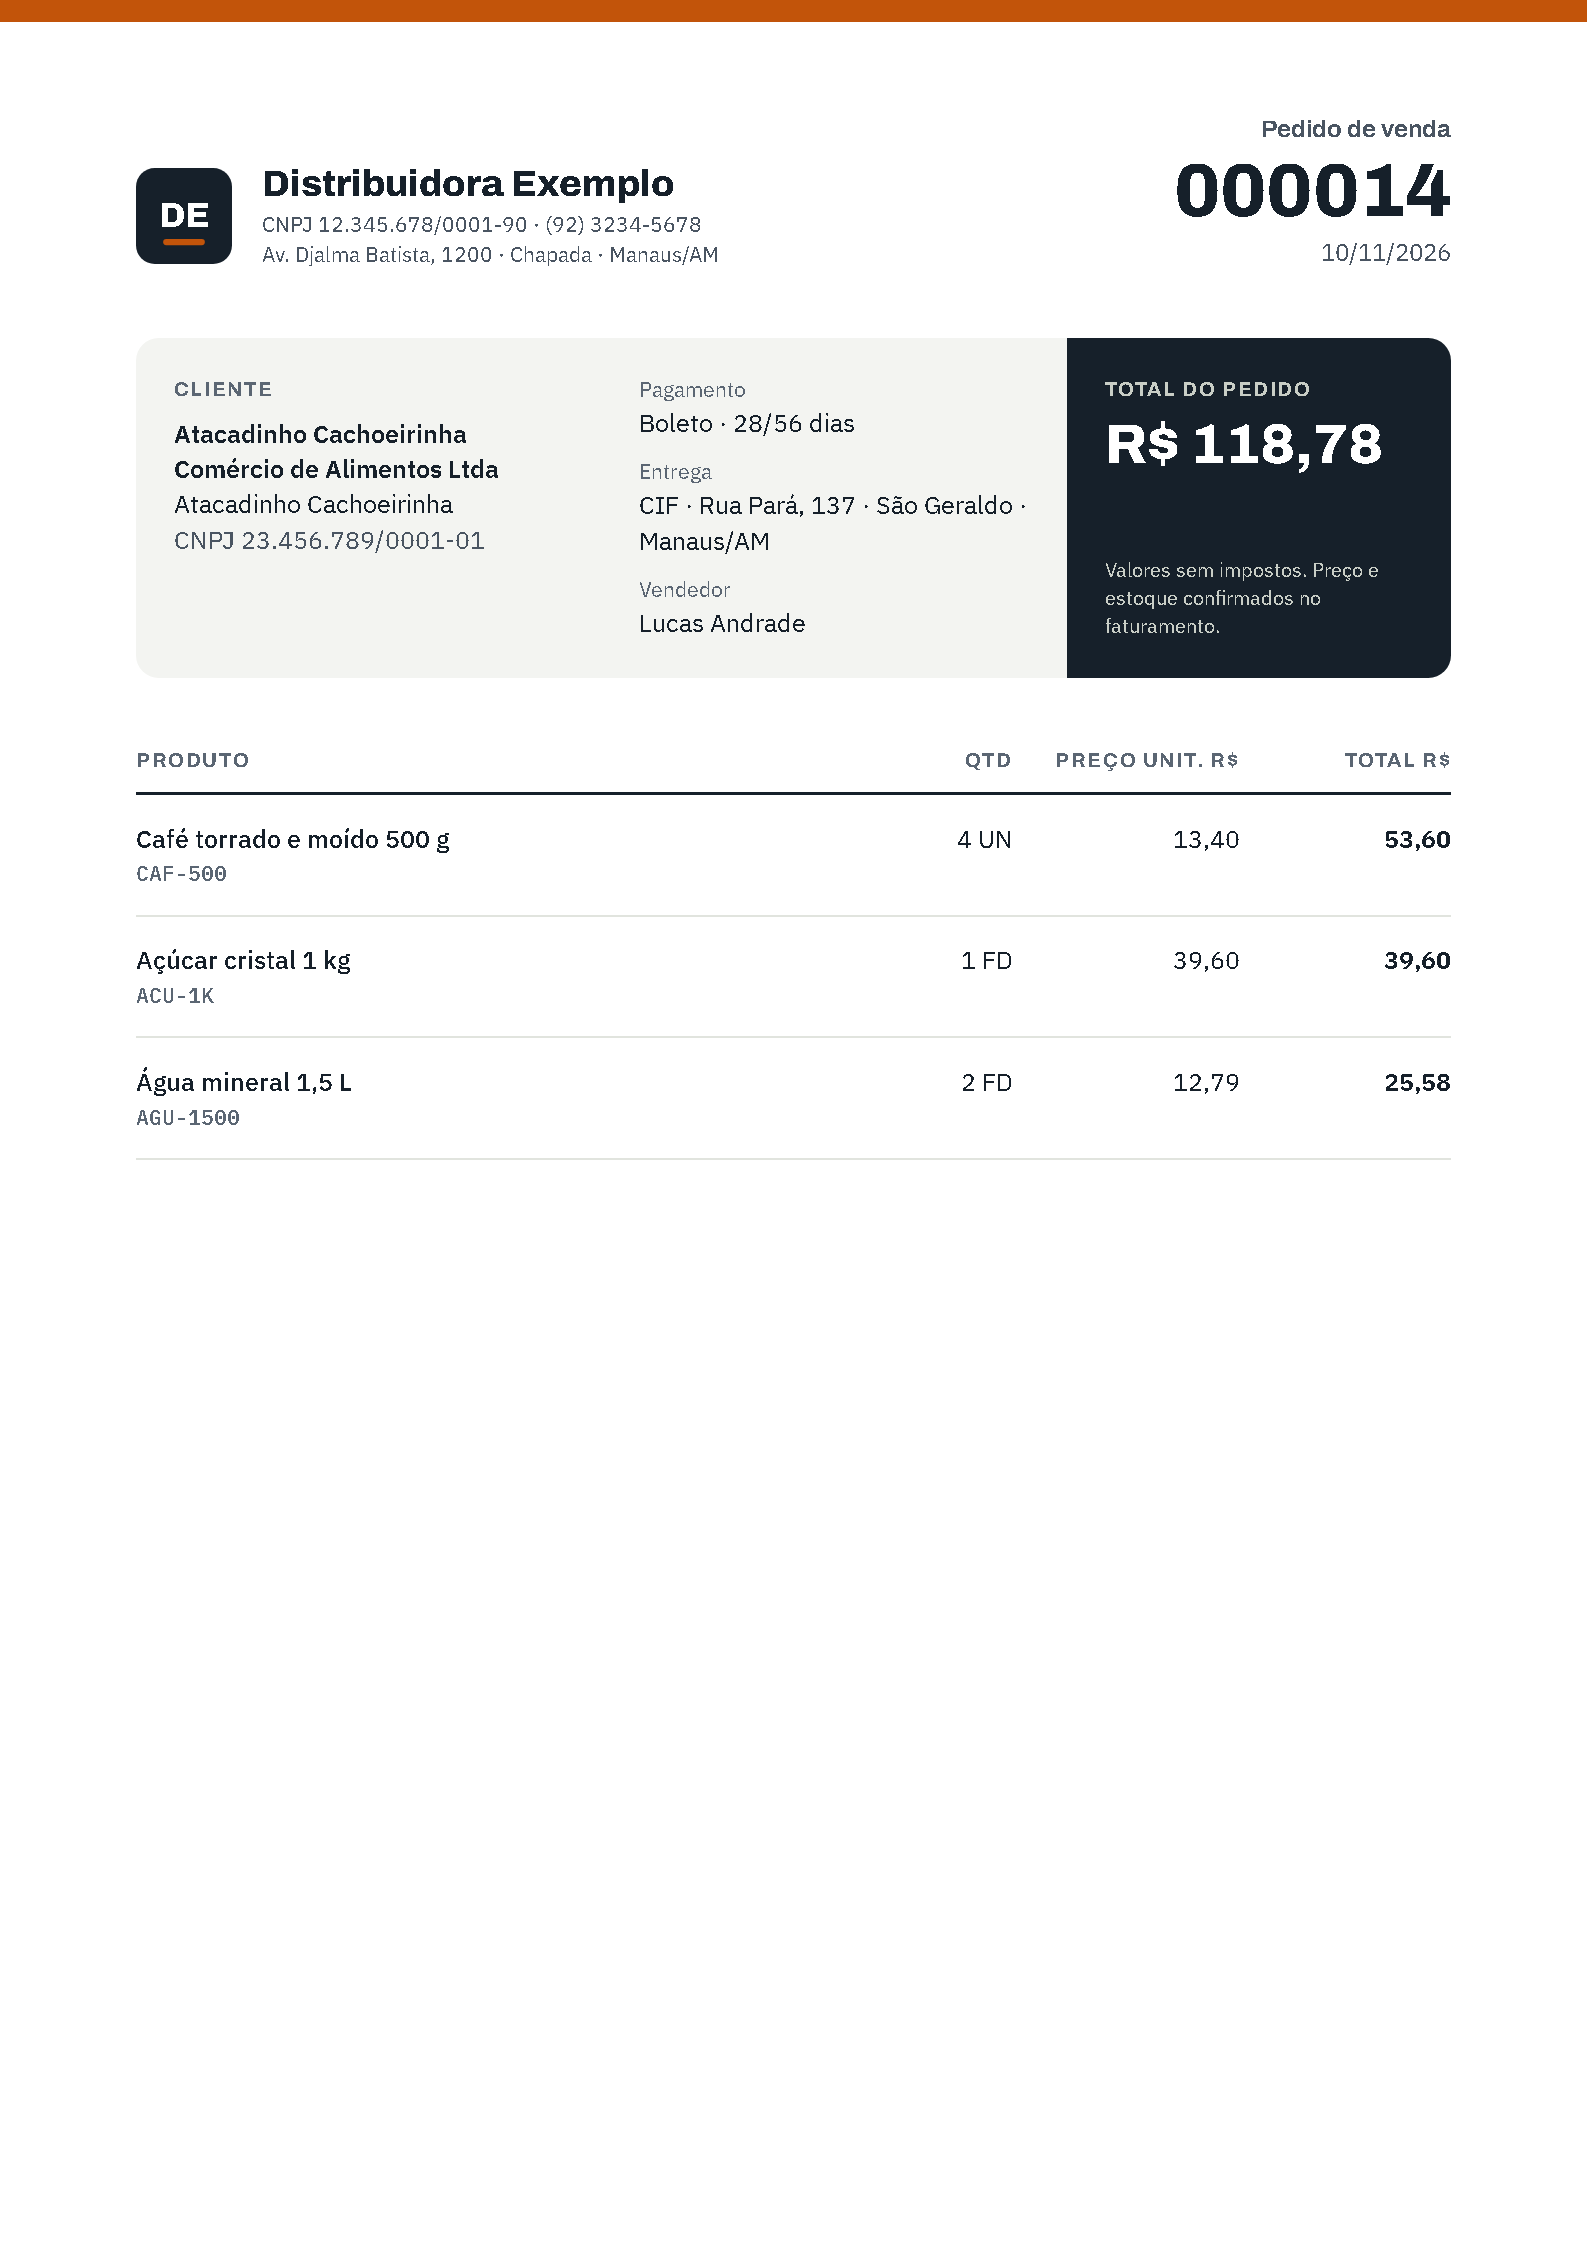 Pedido de venda
000014
10/11/2026
DE
Distribuidora Exemplo
CNPJ 12.345.678/0001-90 · (92) 3234-5678
Av. Djalma Batista, 1200 · Chapada · Manaus/AM
CLIENTE
Atacadinho Cachoeirinha
Comércio de Alimentos Ltda
Atacadinho Cachoeirinha
CNPJ 23.456.789/0001-01
Pagamento
Boleto · 28/56 dias
Entrega
CIF · Rua Pará, 137 · São Geraldo ·
Manaus/AM
Vendedor
Lucas Andrade
TOTAL DO PEDIDO
R$ 118,78
Valores sem impostos. Preço e
estoque confirmados no
faturamento.
PRODUTO QTD PREÇO UNIT. R$ TOTAL R$
Café torrado e moído 500 g 4 UN 13,40 53,60
CAF-500
Açúcar cristal 1 kg 1 FD 39,60 39,60
ACU-1K
Água mineral 1,5 L 2 FD 12,79 25,58
AGU-1500